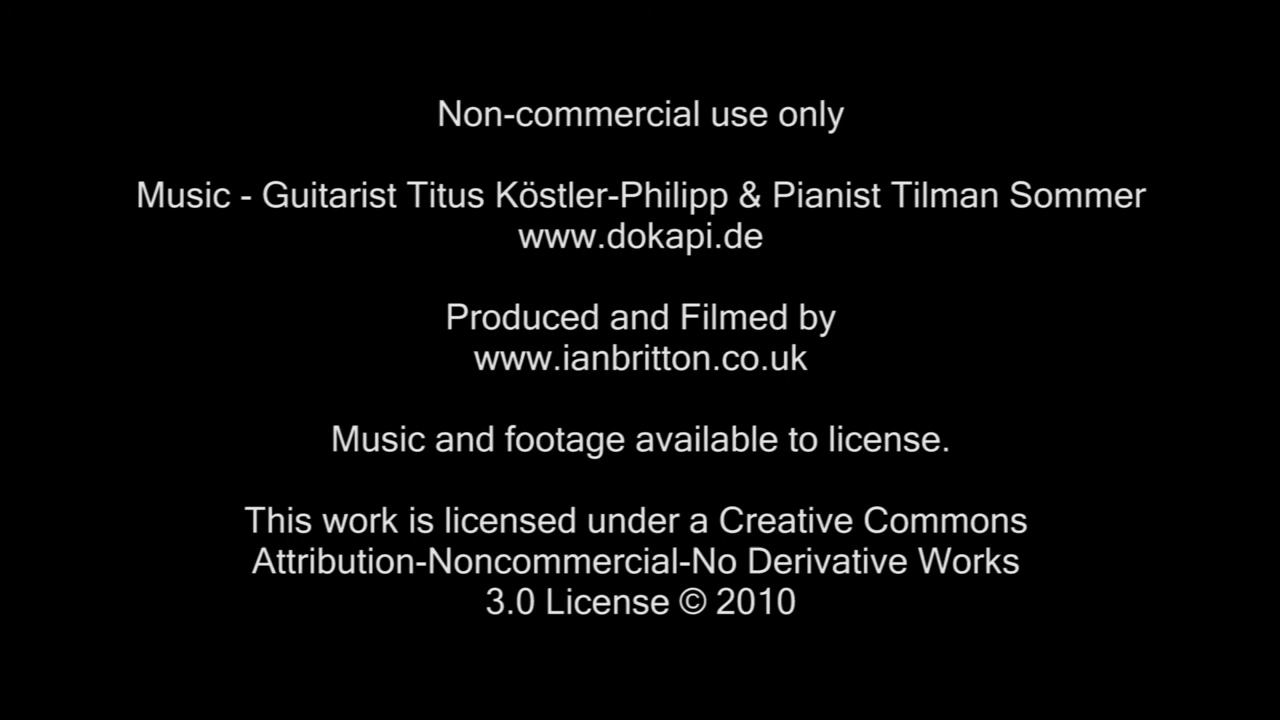 Non-commercial use only
Music - Guitarist Titus Köstler-Philipp & Pianist Tilman Sommer
www.dokapi.de
Produced and Filmed by
www.ianbritton.co.uk
Music and footage available to license.
This work is licensed under a Creative Commons
Attribution-Noncommercial-No Derivative Works
3.0 License © 2010